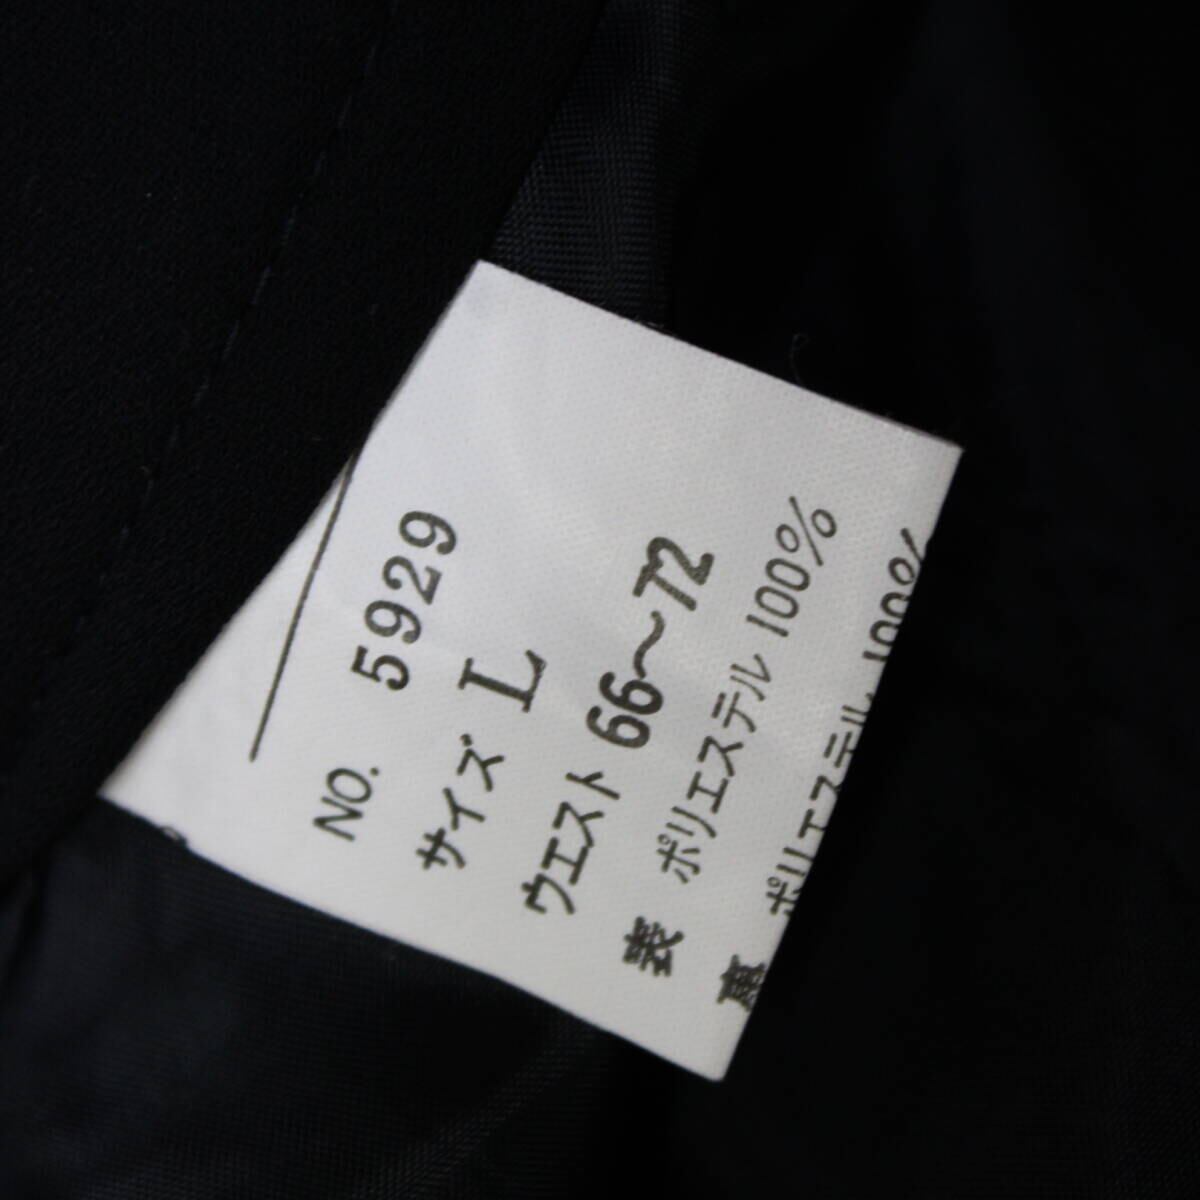 NO. 5929
サイズ L
ウエスト 66〜72
表 ポリエステル 100%
裏 ポリエステル 100%